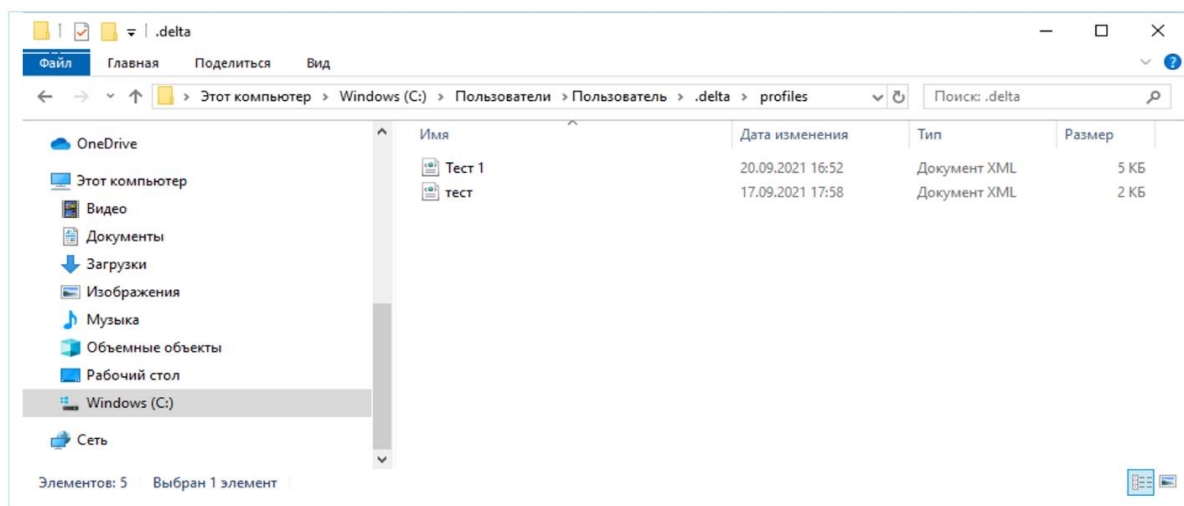 .delta
Файл Главная Поделиться Вид
Этот компьютер › Windows (C:) › Пользователи › Пользователь › .delta › profiles Поиск: .delta
Имя Дата изменения Тип Размер
OneDrive
Этот компьютер
Видео
Документы
Загрузки
Изображения
Музыка
Объемные объекты
Рабочий стол
Windows (C:)
Сеть
Тест 1 20.09.2021 16:52 Документ XML 5 КБ
тест 17.09.2021 17:58 Документ XML 2 КБ
Элементов: 5 Выбран 1 элемент